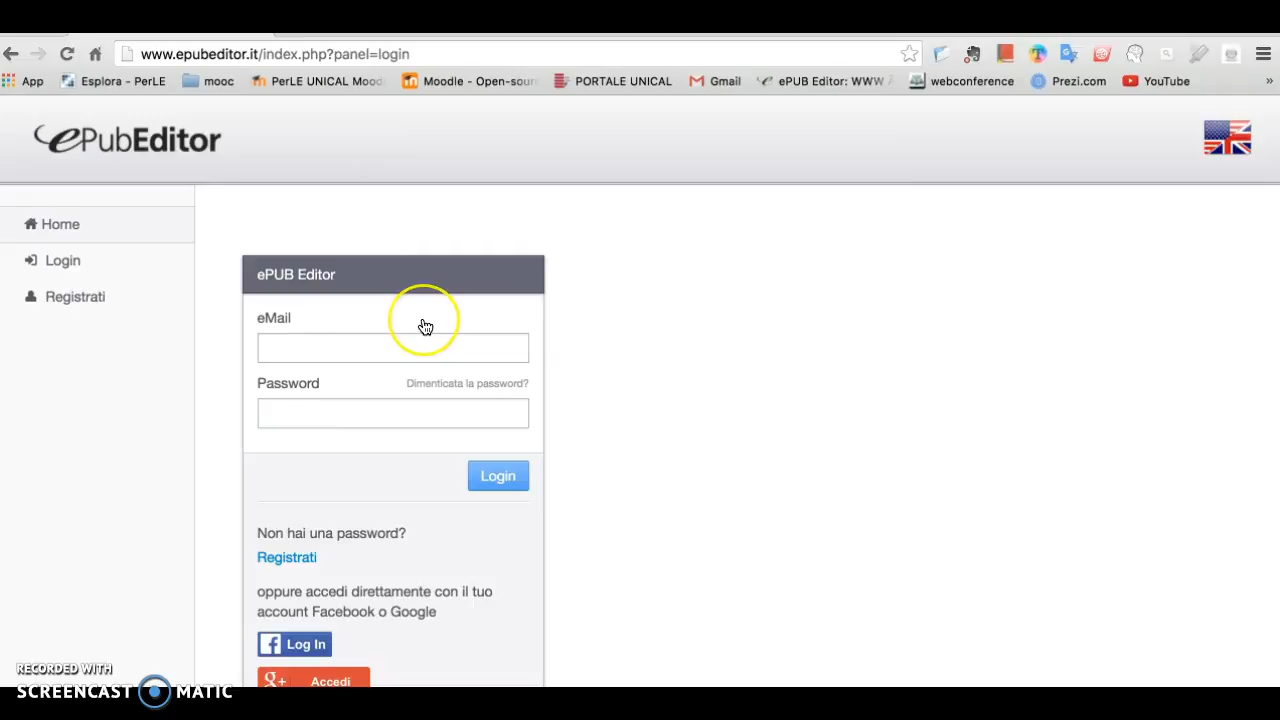 www.epubeditor.it/index.php?panel=login
App
Esplora - PerLE
mooc
PerLE UNICAL Mood
Moodle - Open-sour
PORTALE UNICAL
Gmail
ePUB Editor: WWW
webconference
Prezi.com
YouTube
»
ePubEditor
Home
Login
Registrati
ePUB Editor
eMail
Password
Dimenticata la password?
Login
Non hai una password?
Registrati
oppure accedi direttamente con il tuo
account Facebook o Google
f Log In
g+ Accedi
RECORDED WITH
SCREENCAST MATIC